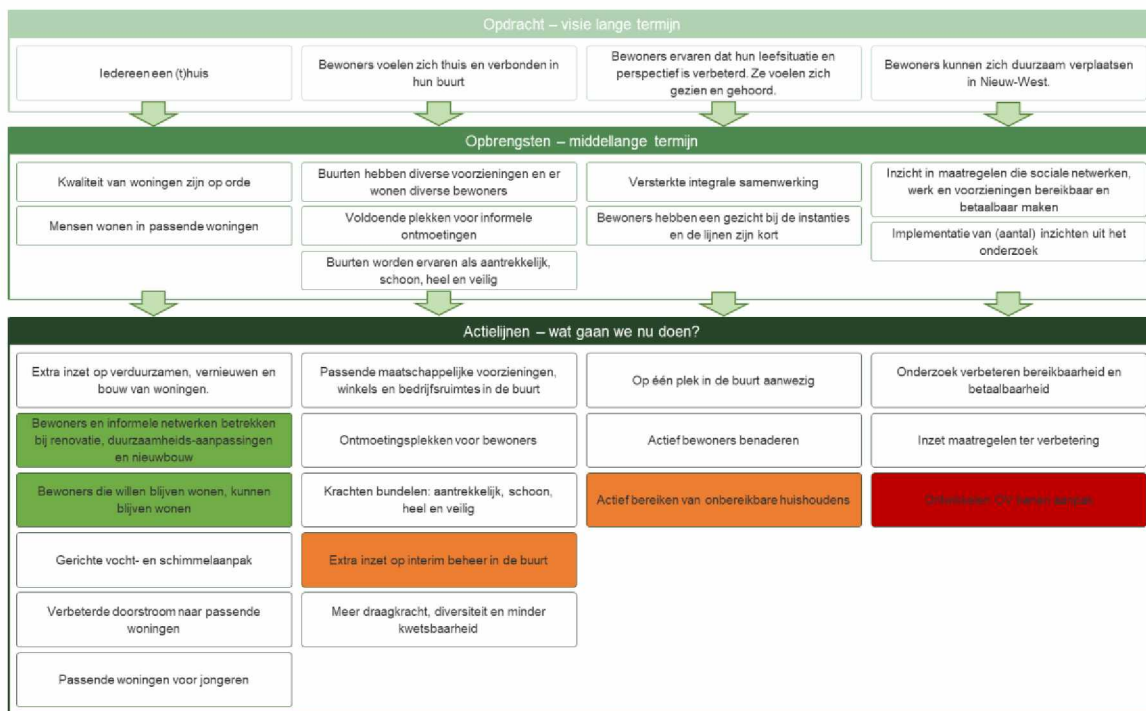 Opdracht – visie lange termijn
Iedereen een (t)huis
Bewoners voelen zich thuis en verbonden in
hun buurt
Bewoners ervaren dat hun leefsituatie en
perspectief is verbeterd. Ze voelen zich
gezien en gehoord.
Bewoners kunnen zich duurzaam verplaatsen
in Nieuw-West.
Opbrengsten – middellange termijn
Kwaliteit van woningen zijn op orde
Mensen wonen in passende woningen
Buurten hebben diverse voorzieningen en er
wonen diverse bewoners
Voldoende plekken voor informele
ontmoetingen
Buurten worden ervaren als aantrekkelijk,
schoon, heel en veilig
Versterkte integrale samenwerking
Bewoners hebben een gezicht bij de instanties
en de lijnen zijn kort
Inzicht in maatregelen die sociale netwerken,
werk en voorzieningen bereikbaar en
betaalbaar maken
Implementatie van (aantal) inzichten uit het
onderzoek
Actielijnen – wat gaan we nu doen?
Extra inzet op verduurzamen, vernieuwen en
bouw van woningen.
Bewoners en informele netwerken betrekken
bij renovatie, duurzaamheids-aanpassingen
en nieuwbouw
Bewoners die willen blijven wonen, kunnen
blijven wonen
Gerichte vocht- en schimmelaanpak
Verbeterde doorstroom naar passende
woningen
Passende woningen voor jongeren
Passende maatschappelijke voorzieningen,
winkels en bedrijfsruimtes in de buurt
Ontmoetingsplekken voor bewoners
Krachten bundelen: aantrekkelijk, schoon,
heel en veilig
Extra inzet op interim beheer in de buurt
Meer draagkracht, diversiteit en minder
kwetsbaarheid
Op één plek in de buurt aanwezig
Actief bewoners benaderen
Actief bereiken van onbereikbare huishoudens
Onderzoek verbeteren bereikbaarheid en
betaalbaarheid
Inzet maatregelen ter verbetering
OV